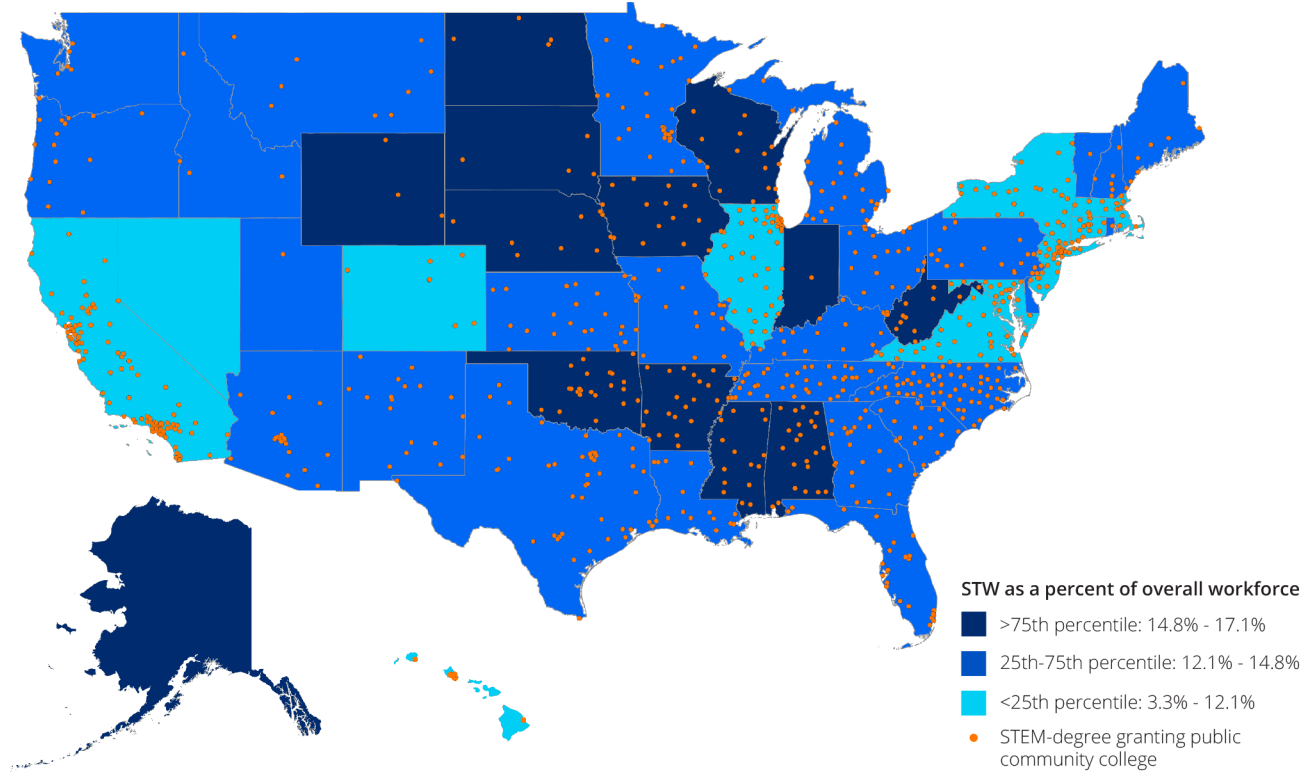 STW as a percent of overall workforce
>75th percentile: 14.8% - 17.1%
25th-75th percentile: 12.1% - 14.8%
<25th percentile: 3.3% - 12.1%
STEM-degree granting public
community college